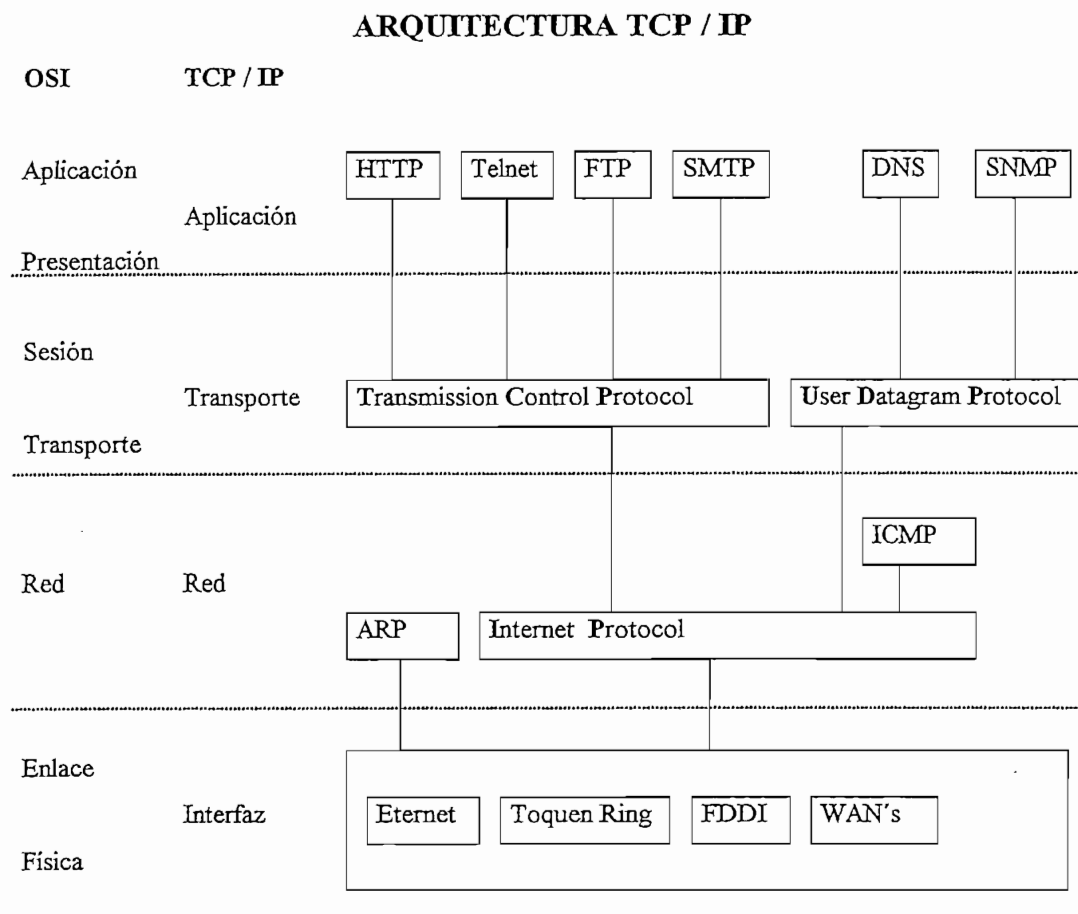 ARQUITECTURA TCP / IP
OSI TCP / IP
Aplicación HTTP Telnet FTP SMTP DNS SNMP
Aplicación
Presentación
Sesión
Transporte Transmission Control Protocol User Datagram Protocol
Transporte
ICMP
Red Red
ARP Internet Protocol
Enlace
Interfaz Eternet Toquen Ring FDDI WAN´s
Física